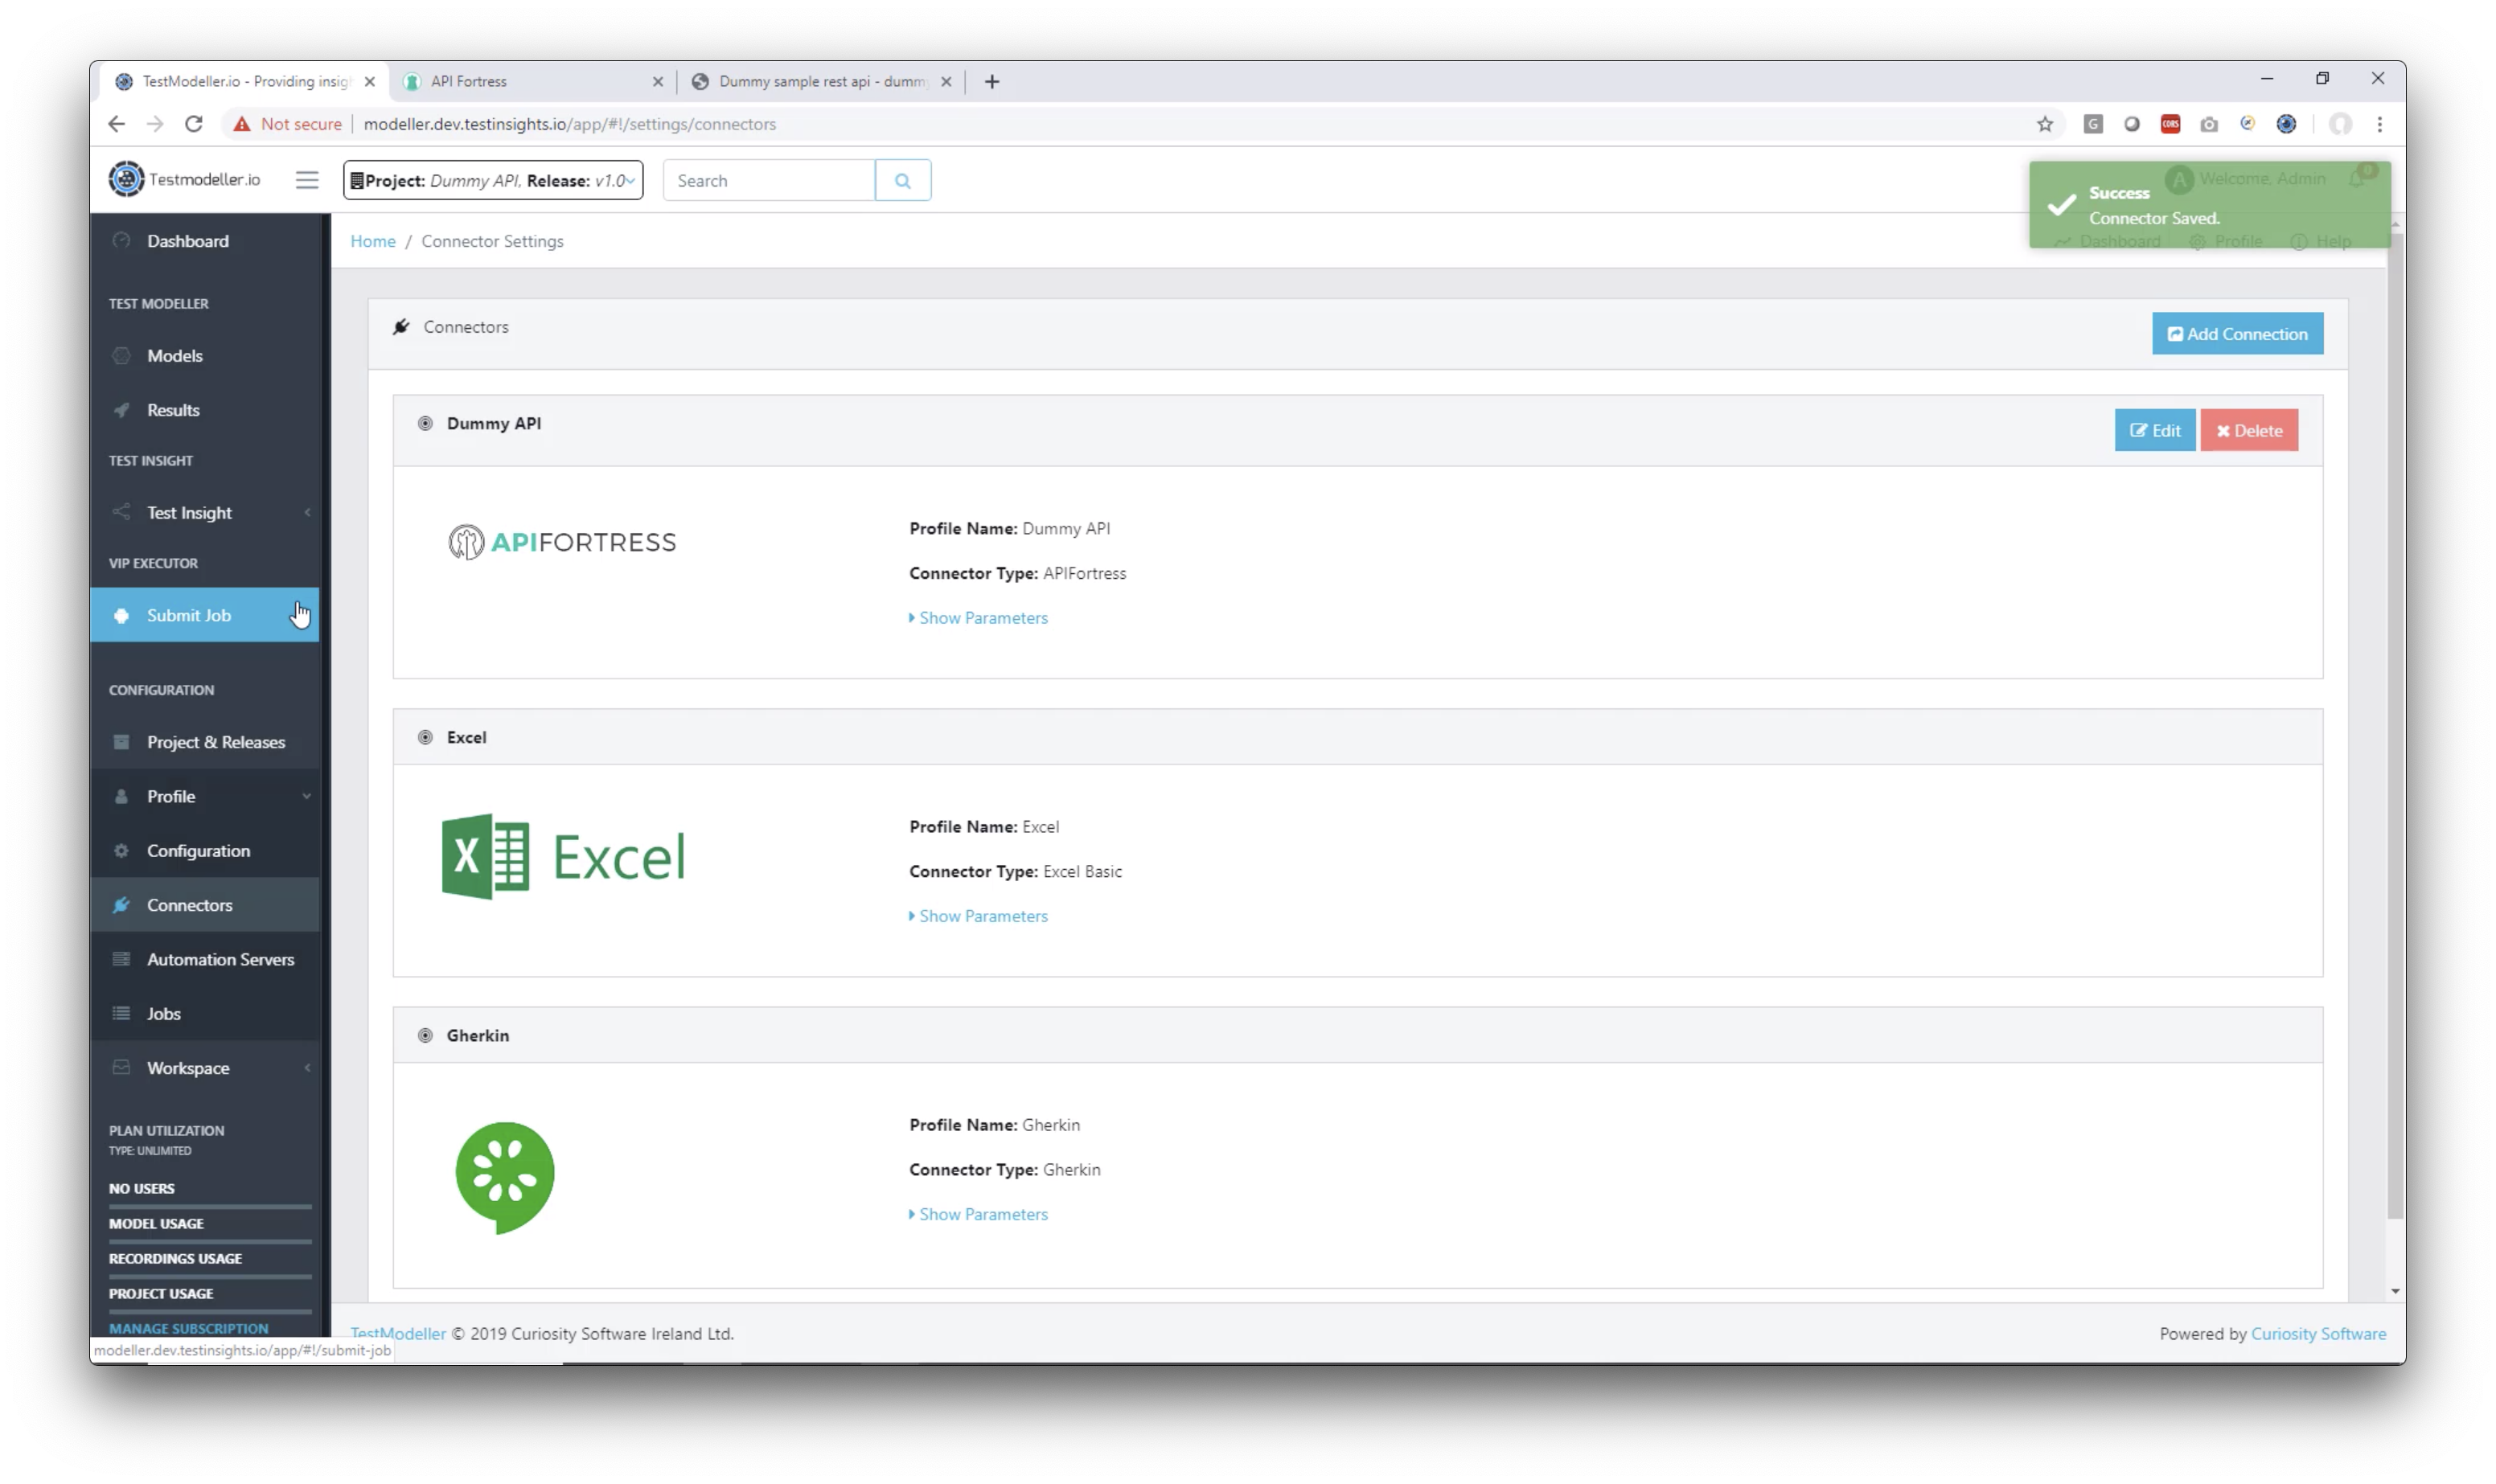 TestModeller.io - Providing insig
API Fortress
Dummy sample rest api - dumm
Not secure
modeller.dev.testinsights.io/app/#!/settings/connectors
G
CORS
Testmodeller.io
Project: Dummy API, Release: v1.0
Search
A Welcome, Admin
Success
Connector Saved.
Dashboard Profile Help
Home / Connector Settings
Dashboard
TEST MODELLER
Models
Results
TEST INSIGHT
Test Insight
VIP EXECUTOR
Submit Job
CONFIGURATION
Project & Releases
Profile
Configuration
Connectors
Automation Servers
Jobs
Workspace
PLAN UTILIZATION
TYPE: UNLIMITED
NO USERS
MODEL USAGE
RECORDINGS USAGE
PROJECT USAGE
MANAGE SUBSCRIPTION
modeller.dev.testinsights.io/app/#!/submit-job
Connectors
Add Connection
Dummy API
Edit
Delete
APIFORTRESS
Profile Name: Dummy API
Connector Type: APIFortress
Show Parameters
Excel
X Excel
Profile Name: Excel
Connector Type: Excel Basic
Show Parameters
Gherkin
Profile Name: Gherkin
Connector Type: Gherkin
Show Parameters
TestModeller © 2019 Curiosity Software Ireland Ltd.
Powered by Curiosity Software